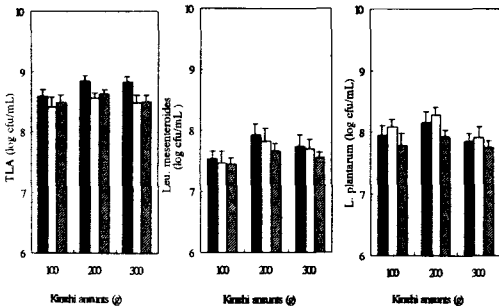 10
9
8
7
6
TLA (log cfu/mL)
100 200 300
Kimchi amounts (g)
10
9
8
7
6
Leu. mesenteroides
(log cfu/mL)
100 200 300
Kimchi amounts (g)
10
9
8
7
6
L. plantarum (log cfu/mL)
100 200 300
Kimchi amounts (g)